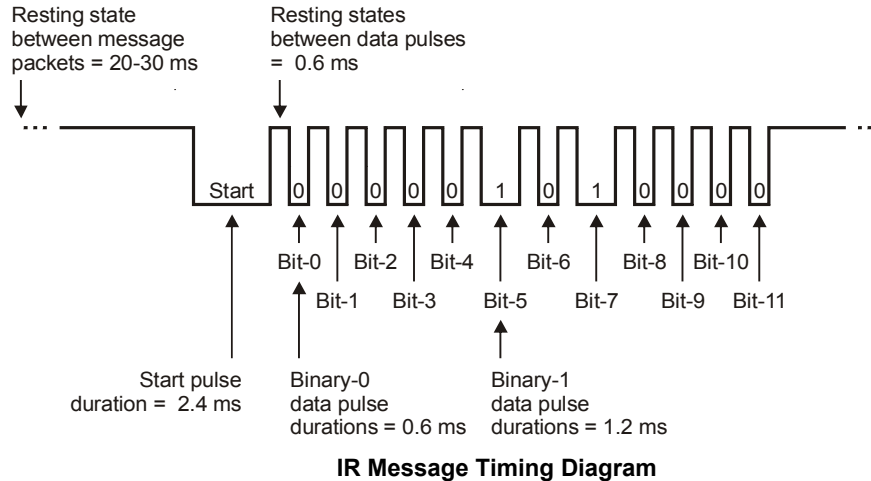 Resting state
between message
packets = 20-30 ms
Resting states
between data pulses
= 0.6 ms
Start 0 0 0 0 0 1 0 1 0 0 0 0
Bit-0 Bit-2 Bit-4 Bit-6 Bit-8 Bit-10
Bit-1 Bit-3 Bit-5 Bit-7 Bit-9 Bit-11
Start pulse
duration = 2.4 ms
Binary-0
data pulse
durations = 0.6 ms
Binary-1
data pulse
durations = 1.2 ms
IR Message Timing Diagram